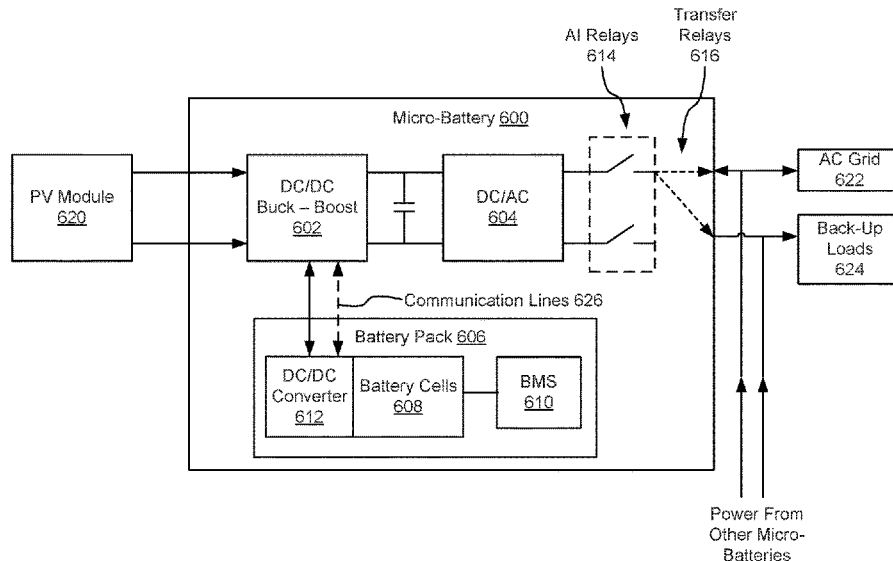 AI Relays
614
Transfer
Relays
616
Micro-Battery 600
PV Module
620
DC/DC
Buck – Boost
602
DC/AC
604
AC Grid
622
Back-Up
Loads
624
Communication Lines 626
Battery Pack 606
DC/DC
Converter
612
Battery Cells
608
BMS
610
Power From
Other Micro-
Batteries